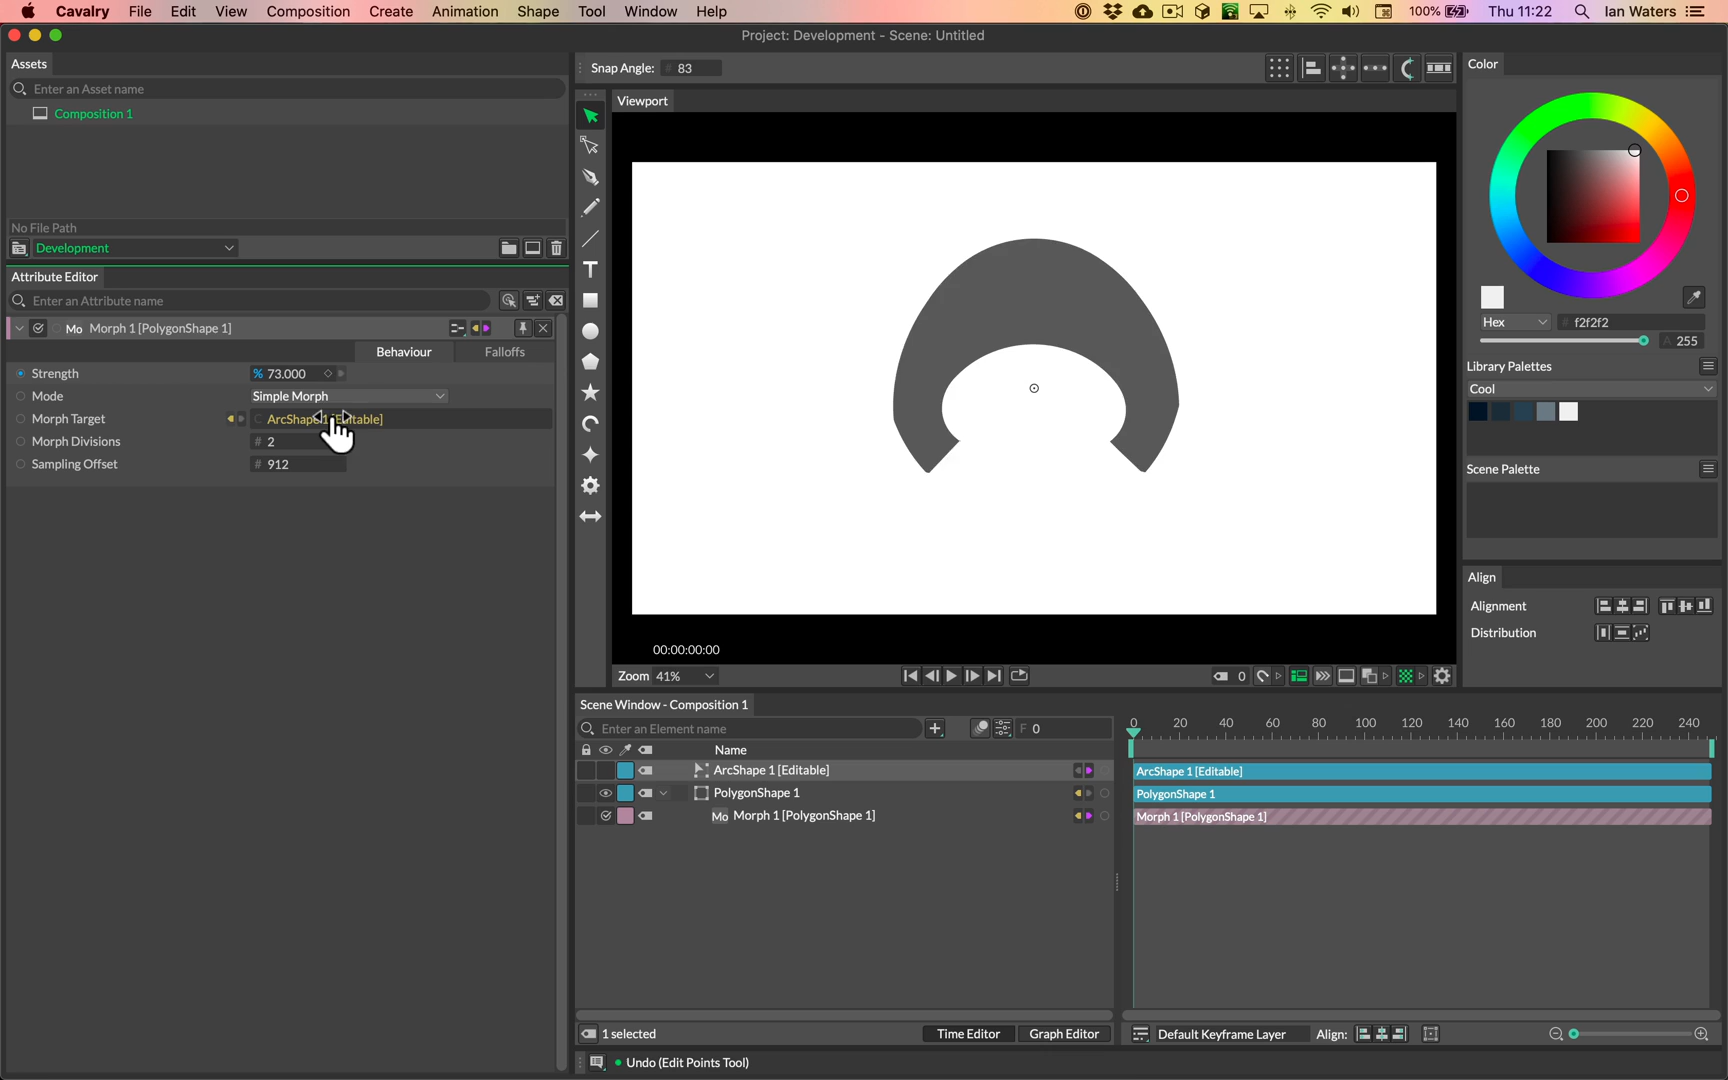 Cavalry File Edit View Composition Create Animation Shape Tool Window Help 100% Thu 11:22 Ian Waters
Project: Development - Scene: Untitled
Assets
Enter an Asset name
Composition 1
No File Path
Development
Attribute Editor
Enter an Attribute name
Mo Morph 1 [PolygonShape 1]
Behaviour Falloffs
Strength % 73.000
Mode Simple Morph
Morph Target ArcShape 1 [Editable]
Morph Divisions # 2
Sampling Offset # 912
Snap Angle: # 83
Viewport
00:00:00:00
Zoom 41%
0
Scene Window - Composition 1
Enter an Element name
F 0
0 20 40 60 80 100 120 140 160 180 200 220 240
Name
ArcShape 1 [Editable] ArcShape 1 [Editable]
PolygonShape 1 PolygonShape 1
Mo Morph 1 [PolygonShape 1] Morph 1 [PolygonShape 1]
1 selected Time Editor Graph Editor Default Keyframe Layer Align:
Undo (Edit Points Tool)
Color
Hex # f2f2f2
A 255
Library Palettes
Cool
Scene Palette
Align
Alignment
Distribution